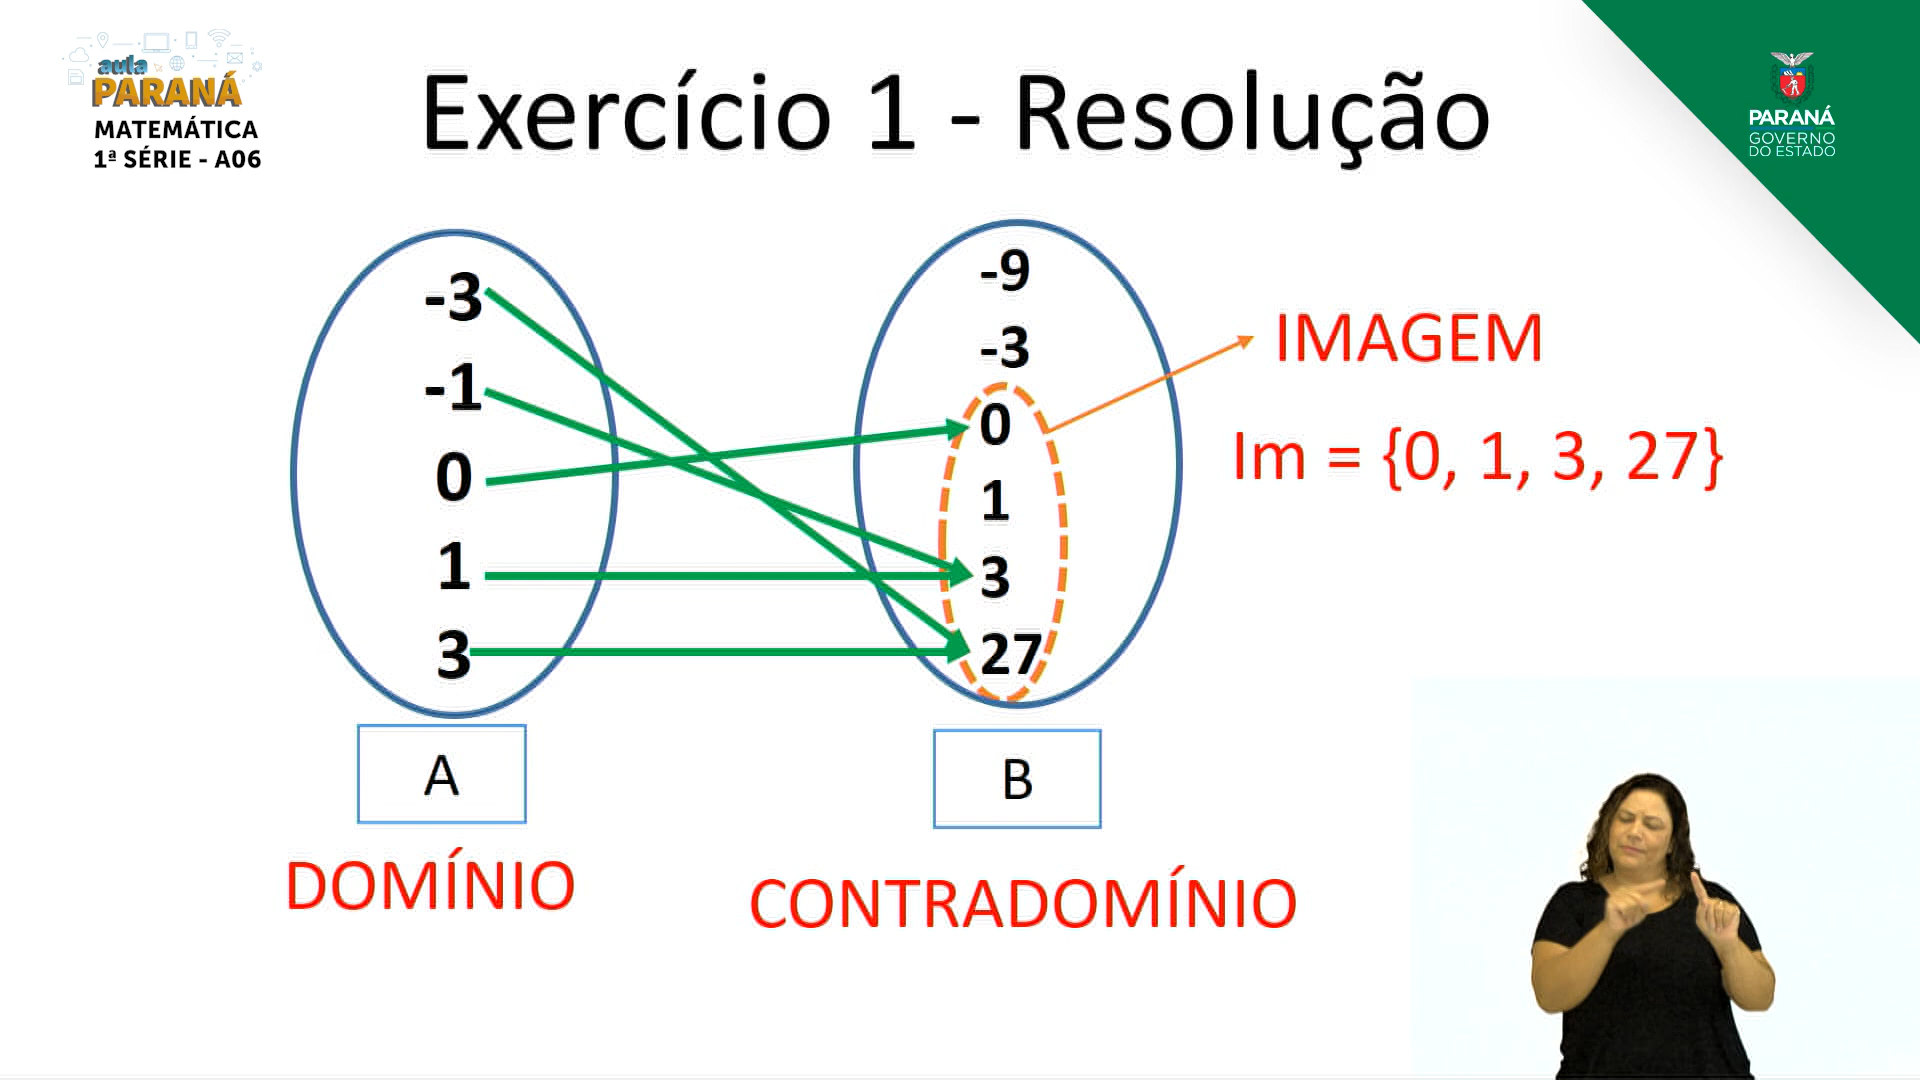 aula
PARANÁ
MATEMÁTICA
1ª SÉRIE - A06
Exercício 1 - Resolução
PARANÁ
GOVERNO
DO ESTADO
-3
-1
0
1
3
-9
-3
0
1
3
27
IMAGEM
Im = {0, 1, 3, 27}
A
B
DOMÍNIO
CONTRADOMÍNIO